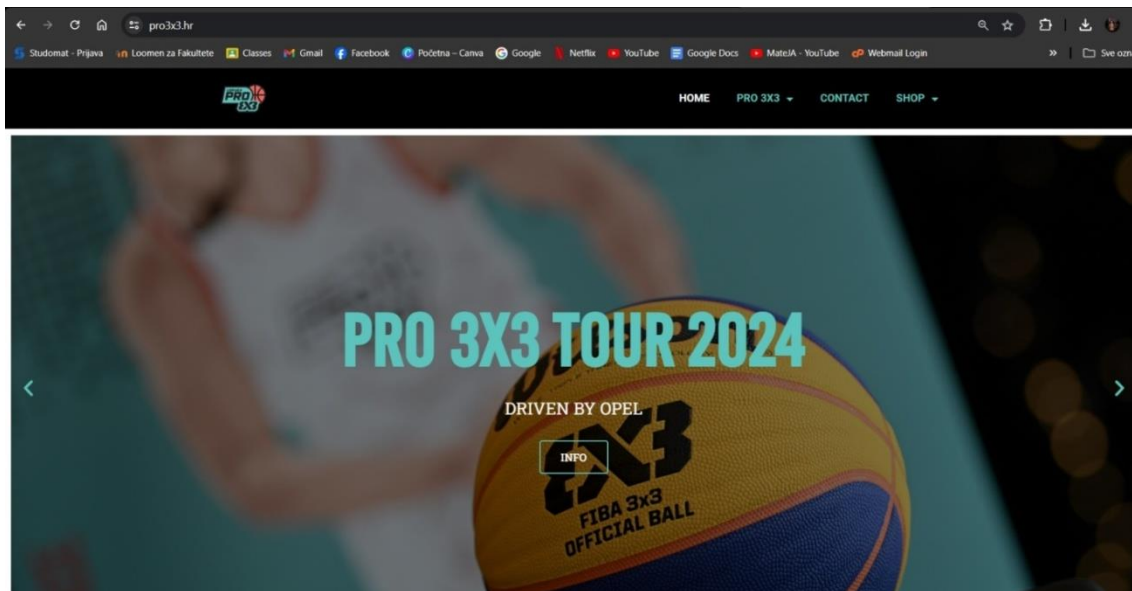 pro3x3.hr
Studomat - Prijava Loomen za Fakultete Classes Gmail Facebook Početna – Canva Google Netflix YouTube Google Docs MateJA - YouTube Webmail Login » Sve ozn
PRO 3X3
HOME PRO 3X3 CONTACT SHOP
PRO 3X3 TOUR 2024
DRIVEN BY OPEL
INFO
3X3
FIBA 3x3
OFFICIAL BALL